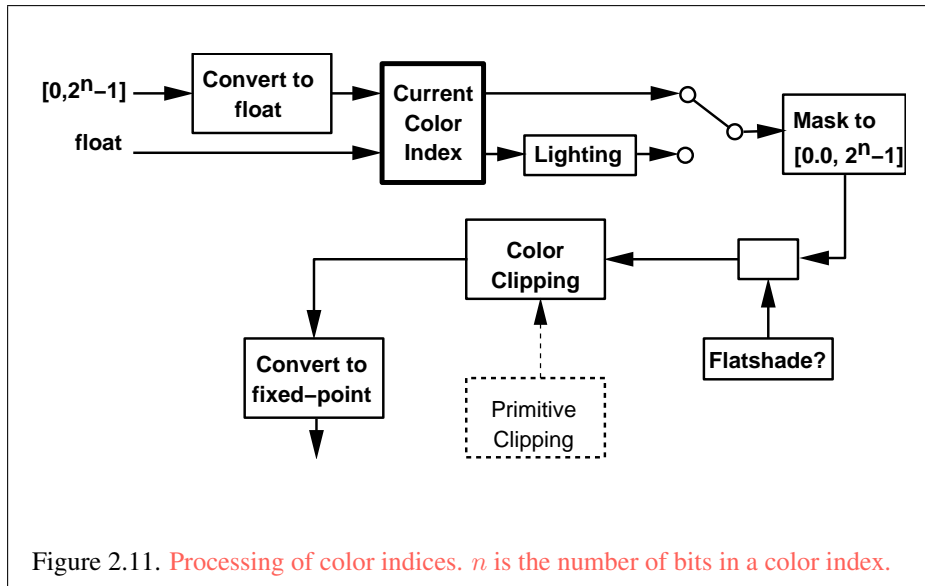 [0,2^n−1]
Convert to
float
float
Current
Color
Index
Lighting
Mask to
[0.0, 2^n−1]
Color
Clipping
Flatshade?
Convert to
fixed−point
Primitive
Clipping
Figure 2.11. Processing of color indices. n is the number of bits in a color index.